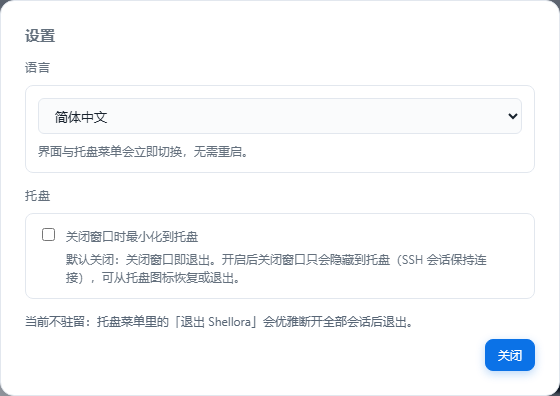 设置
语言
简体中文
界面与托盘菜单会立即切换，无需重启。
托盘
关闭窗口时最小化到托盘
默认关闭：关闭窗口即退出。开启后关闭窗口只会隐藏到托盘（SSH 会话保持连
接），可从托盘图标恢复或退出。
当前不驻留：托盘菜单里的「退出 Shellora」会优雅断开全部会话后退出。
关闭